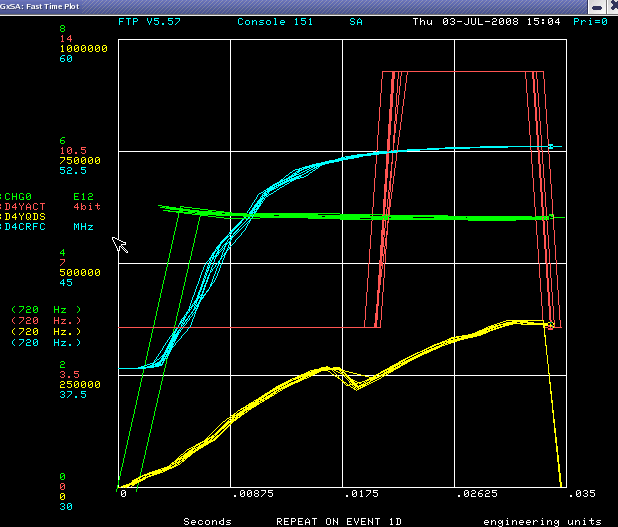 GxSA: Fast Time Plot
FTP V5.57 Console 151 SA Thu 03-JUL-2008 15:04 Pri=0
8
14
1000000
60
6
10.5
750000
52.5
:CHG0 E12
:D4YACT 4bit
:D4YQDS
:D4CRFC MHz
4
7
500000
45
(720 Hz.)
(720 Hz.)
(720 Hz.)
(720 Hz.)
2
3.5
250000
37.5
0
0
0
30
0 .00875 .0175 .02625 .035
Seconds REPEAT ON EVENT 1D engineering units